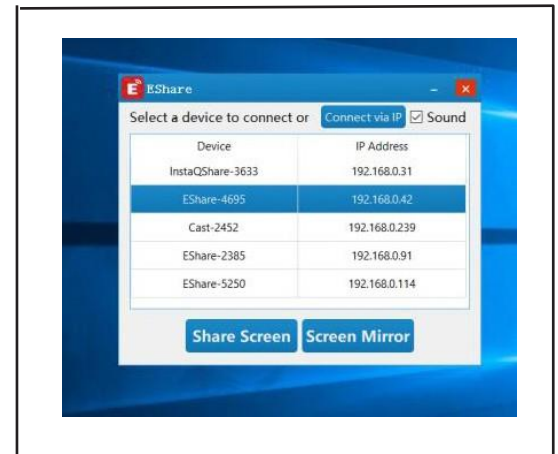 E EShare
Select a device to connect or Connect via IP Sound
Device IP Address
InstaQShare-3633 192.168.0.31
EShare-4695 192.168.0.42
Cast-2452 192.168.0.239
EShare-2385 192.168.0.91
EShare-5250 192.168.0.114
Share Screen Screen Mirror